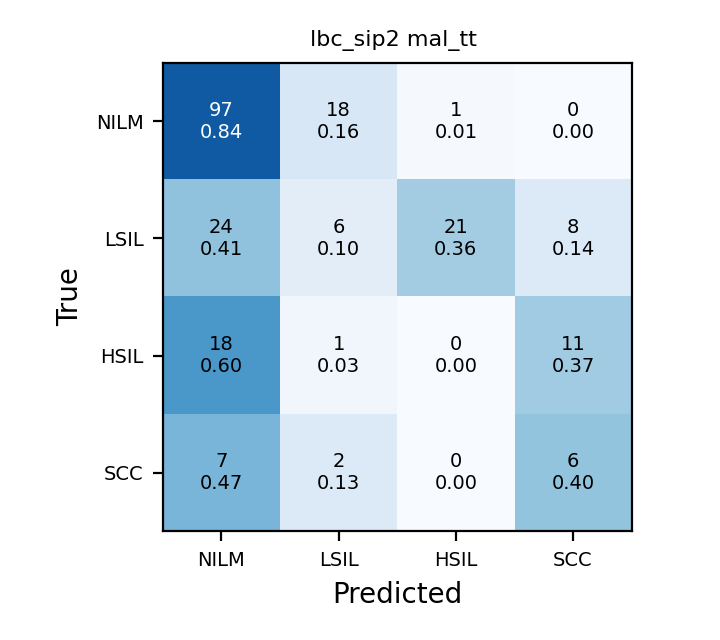 lbc_sip2 mal_tt
True
NILM
97 18 1 0
0.84 0.16 0.01 0.00
LSIL
24 6 21 8
0.41 0.10 0.36 0.14
HSIL
18 1 0 11
0.60 0.03 0.00 0.37
SCC
7 2 0 6
0.47 0.13 0.00 0.40
NILM LSIL HSIL SCC
Predicted